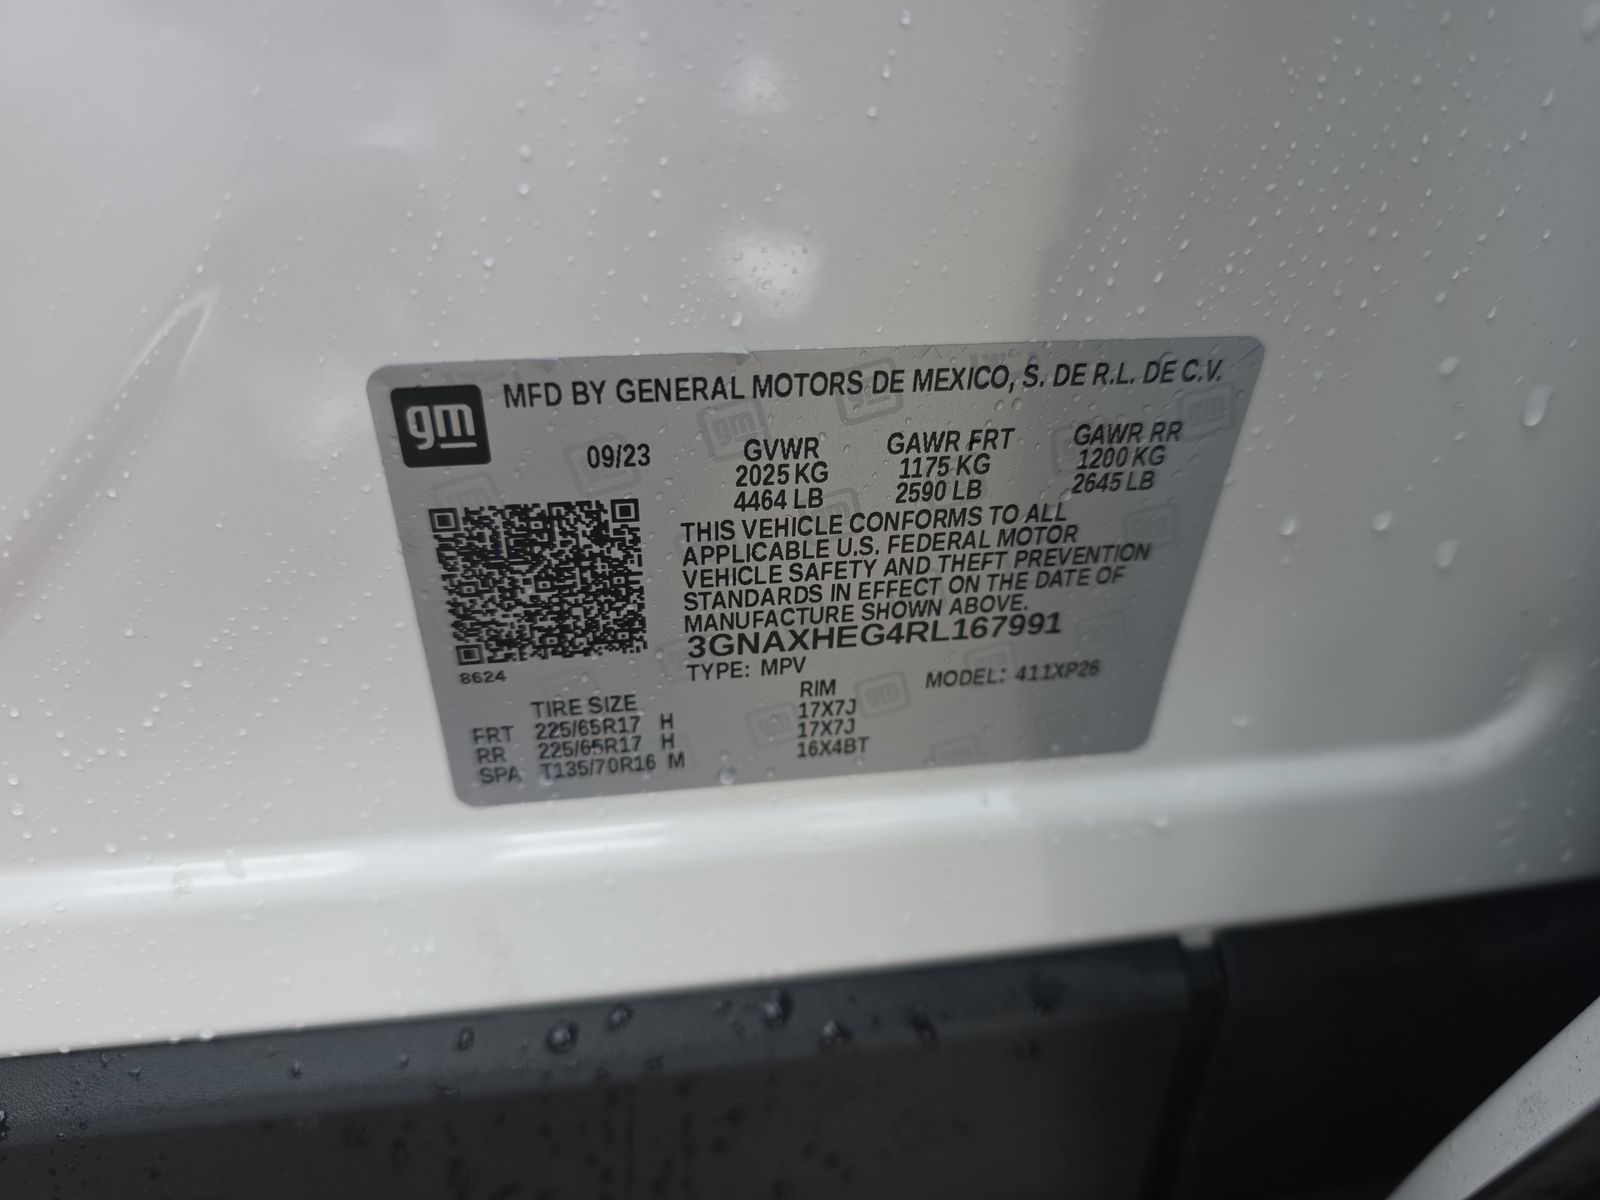 gm
MFD BY GENERAL MOTORS DE MEXICO, S. DE R.L. DE C.V.
09/23
GVWR GAWR FRT GAWR RR
2025 KG 1175 KG 1200 KG
4464 LB 2590 LB 2645 LB
THIS VEHICLE CONFORMS TO ALL
APPLICABLE U.S. FEDERAL MOTOR
VEHICLE SAFETY AND THEFT PREVENTION
STANDARDS IN EFFECT ON THE DATE OF
MANUFACTURE SHOWN ABOVE.
3GNAXHEG4RL167991
8624
TYPE: MPV MODEL: 411XP26
TIRE SIZE RIM
FRT 225/65R17 H 17X7J
RR 225/65R17 H 17X7J
SPA T135/70R16 M 16X4BT